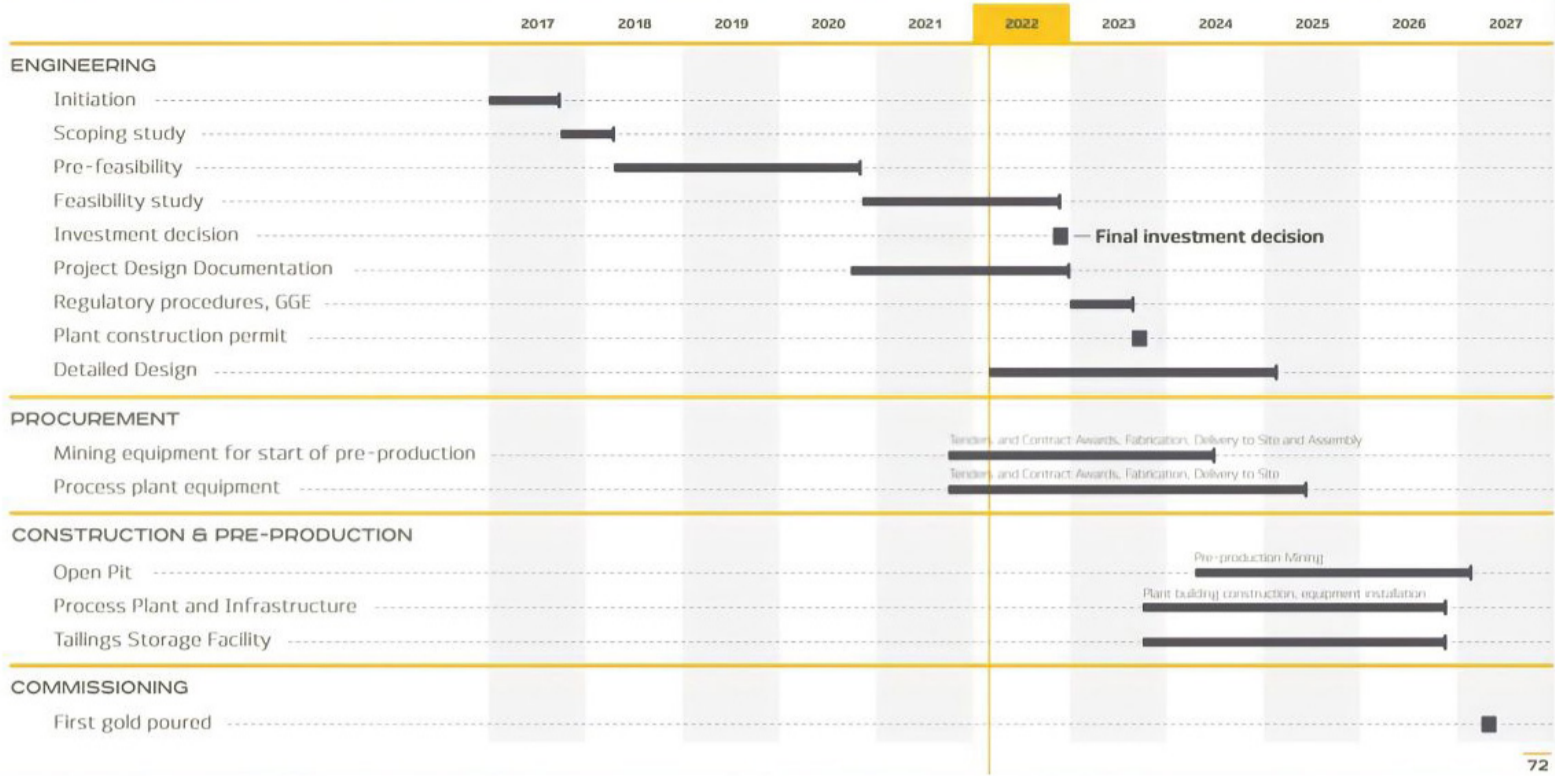 2017 2018 2019 2020 2021 2022 2023 2024 2025 2026 2027
ENGINEERING
Initiation
Scoping study
Pre-feasibility
Feasibility study
Investment decision
Final investment decision
Project Design Documentation
Regulatory procedures, GGE
Plant construction permit
Detailed Design
PROCUREMENT
Tenders and Contract Awards, Fabrication, Delivery to Site and Assembly
Mining equipment for start of pre-production
Tenders and Contract Awards, Fabrication, Delivery to Site
Process plant equipment
CONSTRUCTION & PRE-PRODUCTION
Pre-production Mining
Open Pit
Plant building construction, equipment installation
Process Plant and Infrastructure
Tailings Storage Facility
COMMISSIONING
First gold poured
72